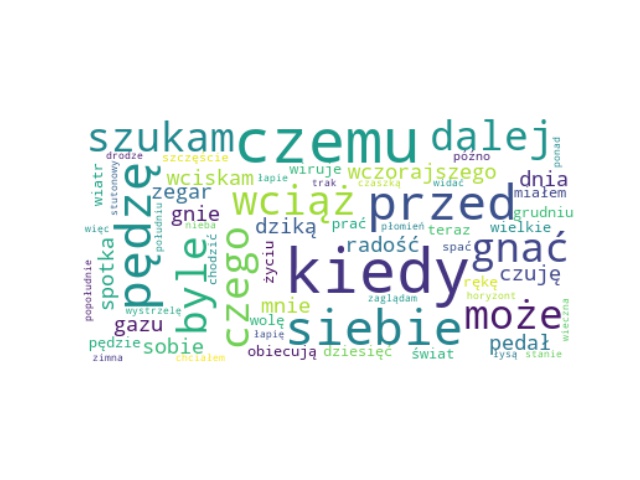 szukam czemu dalej
drodze szczęście późno ponad
wiatr stutonowy pędzę zegar wciskam łapie wiruje wczorajszego dnia
trak czaszką widać miałem
gnie wciąż przed grudniu
południu nieba dziką prać płomień teraz wielkie
więc spotka byle chodzić czego życiu radość spać gnać
kiedy czuję
popołudnie zaglądam rękę horyzont wieczna
wystrzelę mnie
gazu wolę siebie może
łapię
pędzie sobie obiecują dziesięć świat pedał
zimna chciałem łysą stanie